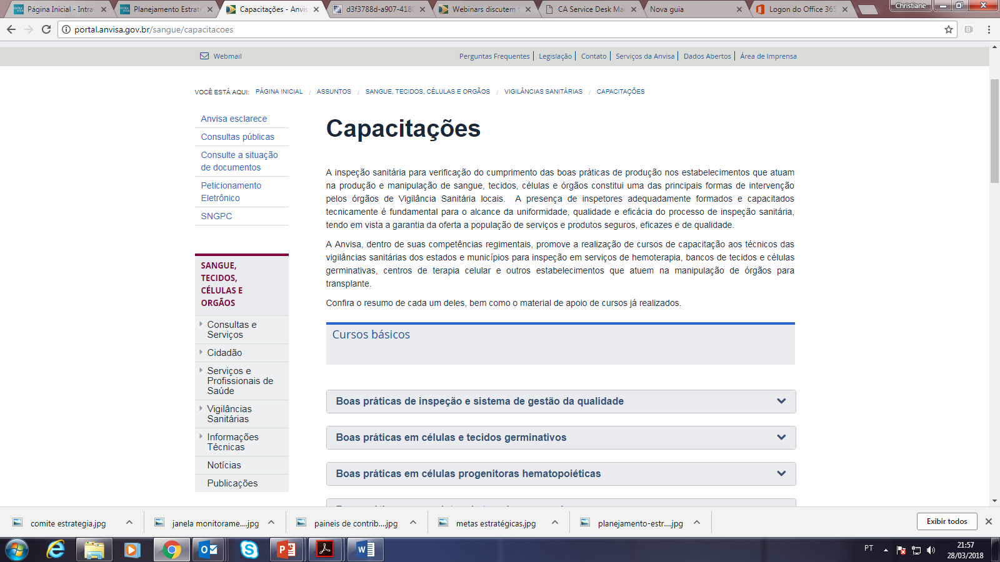 Página Inicial - Intrav
Planejamento Estrate
Capacitações - Anvis
d3f3788d-a907-4180
Webinars discutem
CA Service Desk Man
Nova guia
Logon do Office 365
Christiane
portal.anvisa.gov.br/sangue/capacitacoes
Webmail
Perguntas Frequentes
Legislação
Contato
Serviços da Anvisa
Dados Abertos
Área de Imprensa
VOCÊ ESTÁ AQUI: PÁGINA INICIAL / ASSUNTOS / SANGUE, TECIDOS, CÉLULAS E ORGÃOS / VIGILÂNCIAS SANITÁRIAS / CAPACITAÇÕES
Anvisa esclarece
Consultas públicas
Consulte a situação
de documentos
Peticionamento
Eletrônico
SNGPC
SANGUE,
TECIDOS,
CÉLULAS E
ORGÃOS
Consultas e
Serviços
Cidadão
Serviços e
Profissionais de
Saúde
Vigilâncias
Sanitárias
Informações
Técnicas
Notícias
Publicações
Capacitações
A inspeção sanitária para verificação do cumprimento das boas práticas de produção nos estabelecimentos que atuam
na produção e manipulação de sangue, tecidos, células e órgãos constitui uma das principais formas de intervenção
pelos órgãos de Vigilância Sanitária locais. A presença de inspetores adequadamente formados e capacitados
tecnicamente é fundamental para o alcance da uniformidade, qualidade e eficácia do processo de inspeção sanitária,
tendo em vista a garantia da oferta a população de serviços e produtos seguros, eficazes e de qualidade.
A Anvisa, dentro de suas competências regimentais, promove a realização de cursos de capacitação aos técnicos das
vigilâncias sanitárias dos estados e municípios para inspeção em serviços de hemoterapia, bancos de tecidos e células
germinativas, centros de terapia celular e outros estabelecimentos que atuem na manipulação de órgãos para
transplante.
Confira o resumo de cada um deles, bem como o material de apoio de cursos já realizados.
Cursos básicos
Boas práticas de inspeção e sistema de gestão da qualidade
Boas práticas em células e tecidos germinativos
Boas práticas em células progenitoras hematopoiéticas
comite estrategia.jpg
janela monitorame....jpg
paineis de contrib....jpg
metas estratégicas.jpg
planejamento-estr....jpg
Exibir todos
PT
21:57
28/03/2018